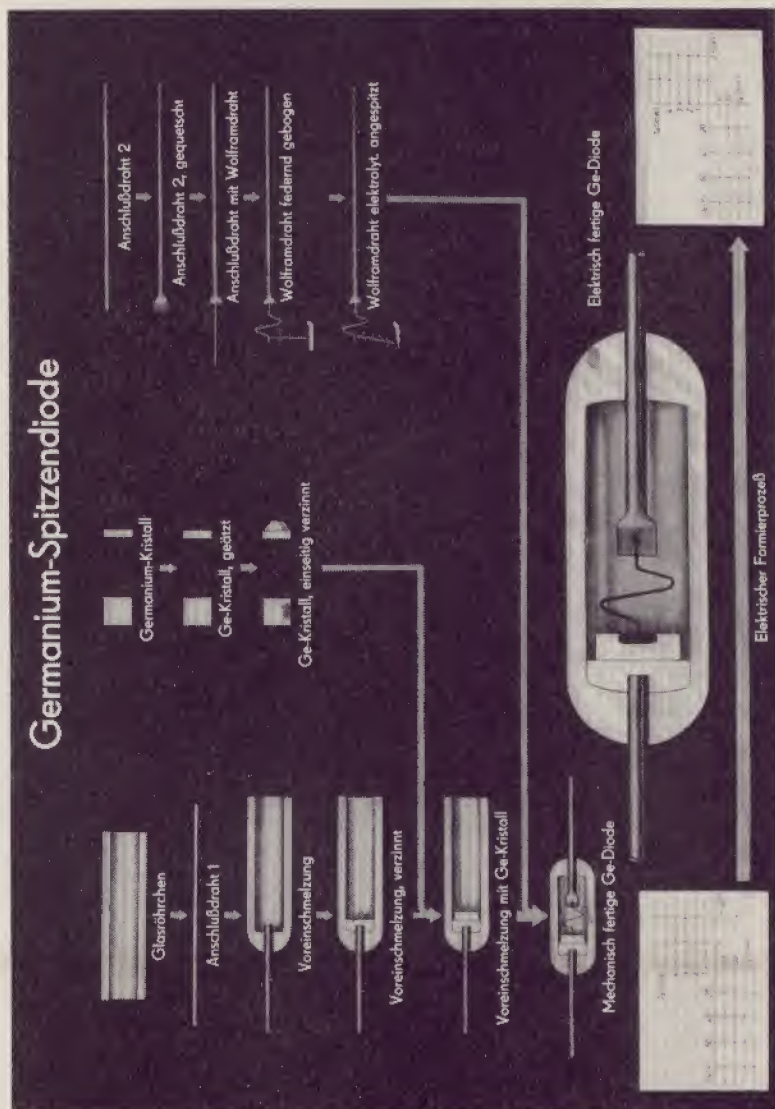 Germanium-Spitzendiode
Glasröhrchen
Anschlußdraht 1
Voreinschmelzung
Voreinschmelzung, verzinnt
Voreinschmelzung mit Ge-Kristall
Mechanisch fertige Ge-Diode
Germanium-Kristall
Ge-Kristall, geätzt
Ge-Kristall, einseitig verzinnt
Anschlußdraht 2
Anschlußdraht 2, gequetscht
Anschlußdraht mit Wolframdraht
Wolframdraht federnd gebogen
Wolframdraht elektrolyt. angespitzt
Elektrisch fertige Ge-Diode
Elektrischer Formierprozeß